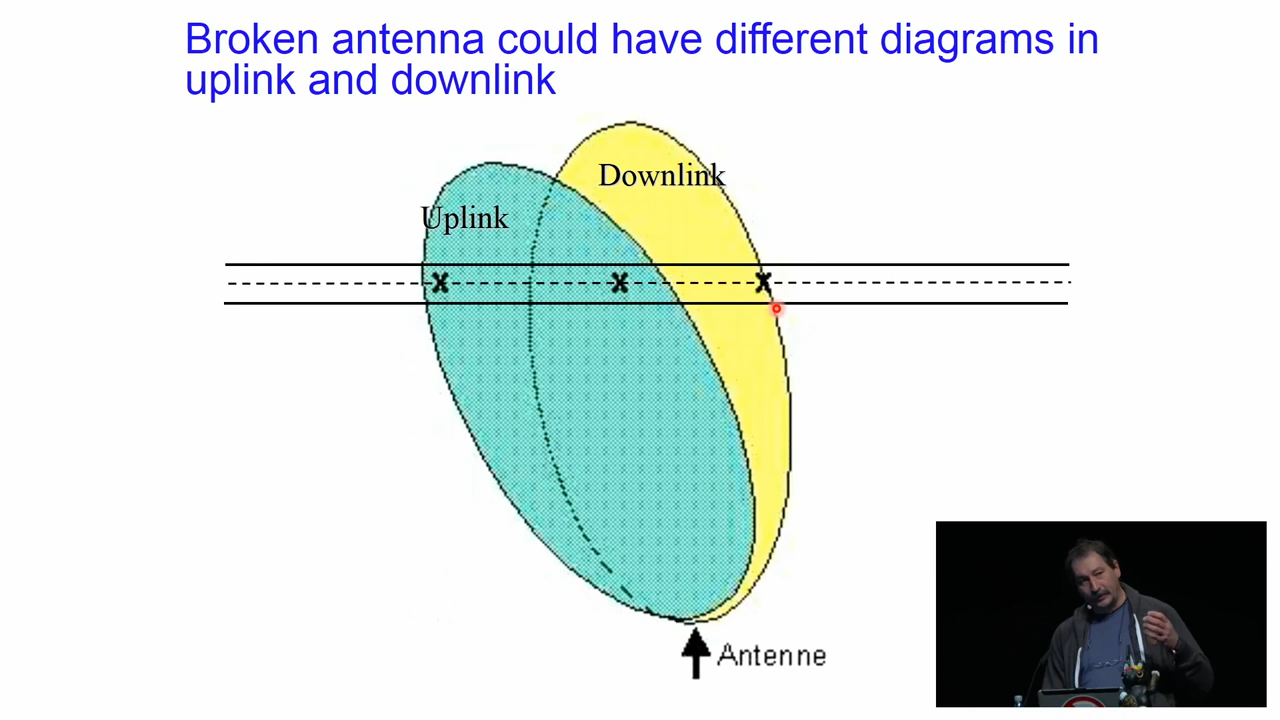 Broken antenna could have different diagrams in
uplink and downlink
Downlink
Uplink
x x x
Antenne